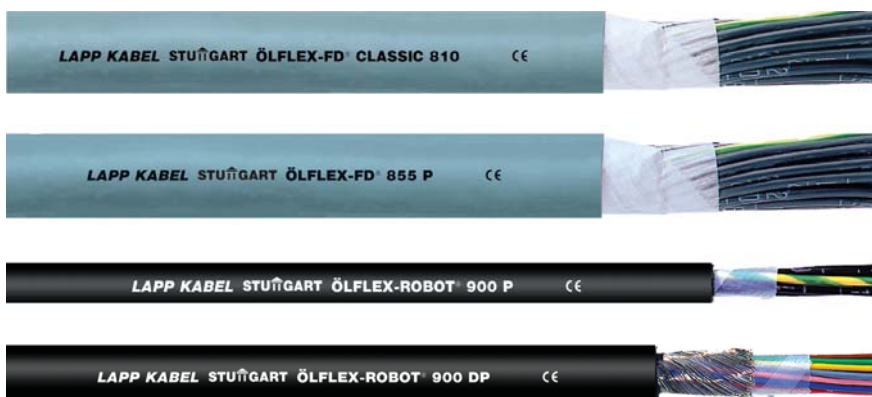 LAPP KABEL STUTTGART ÖLFLEX-FD® CLASSIC 810 CE
LAPP KABEL STUTTGART ÖLFLEX-FD® 855 P CE
LAPP KABEL STUTTGART ÖLFLEX-ROBOT® 900 P CE
LAPP KABEL STUTTGART ÖLFLEX-ROBOT® 900 DP CE